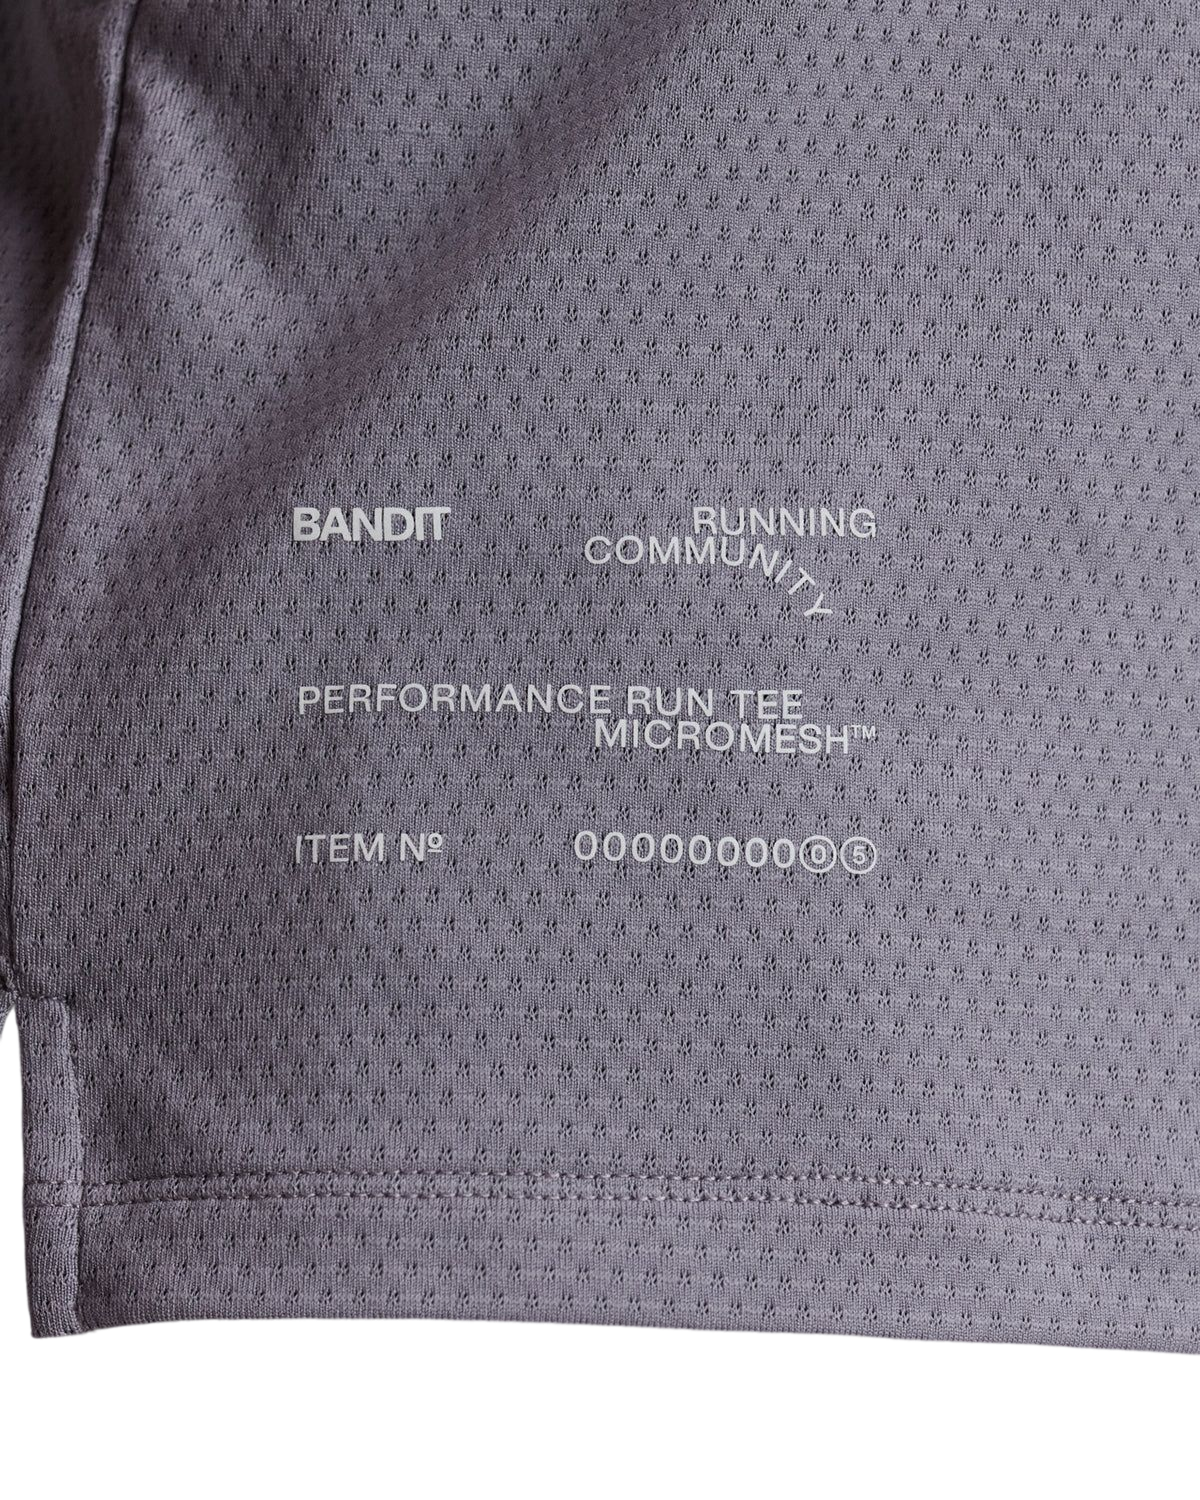 BANDIT
RUNNING
COMMUNITY
PERFORMANCE RUN TEE
MICROMESH™
ITEM Nº 00000000⓪⑤